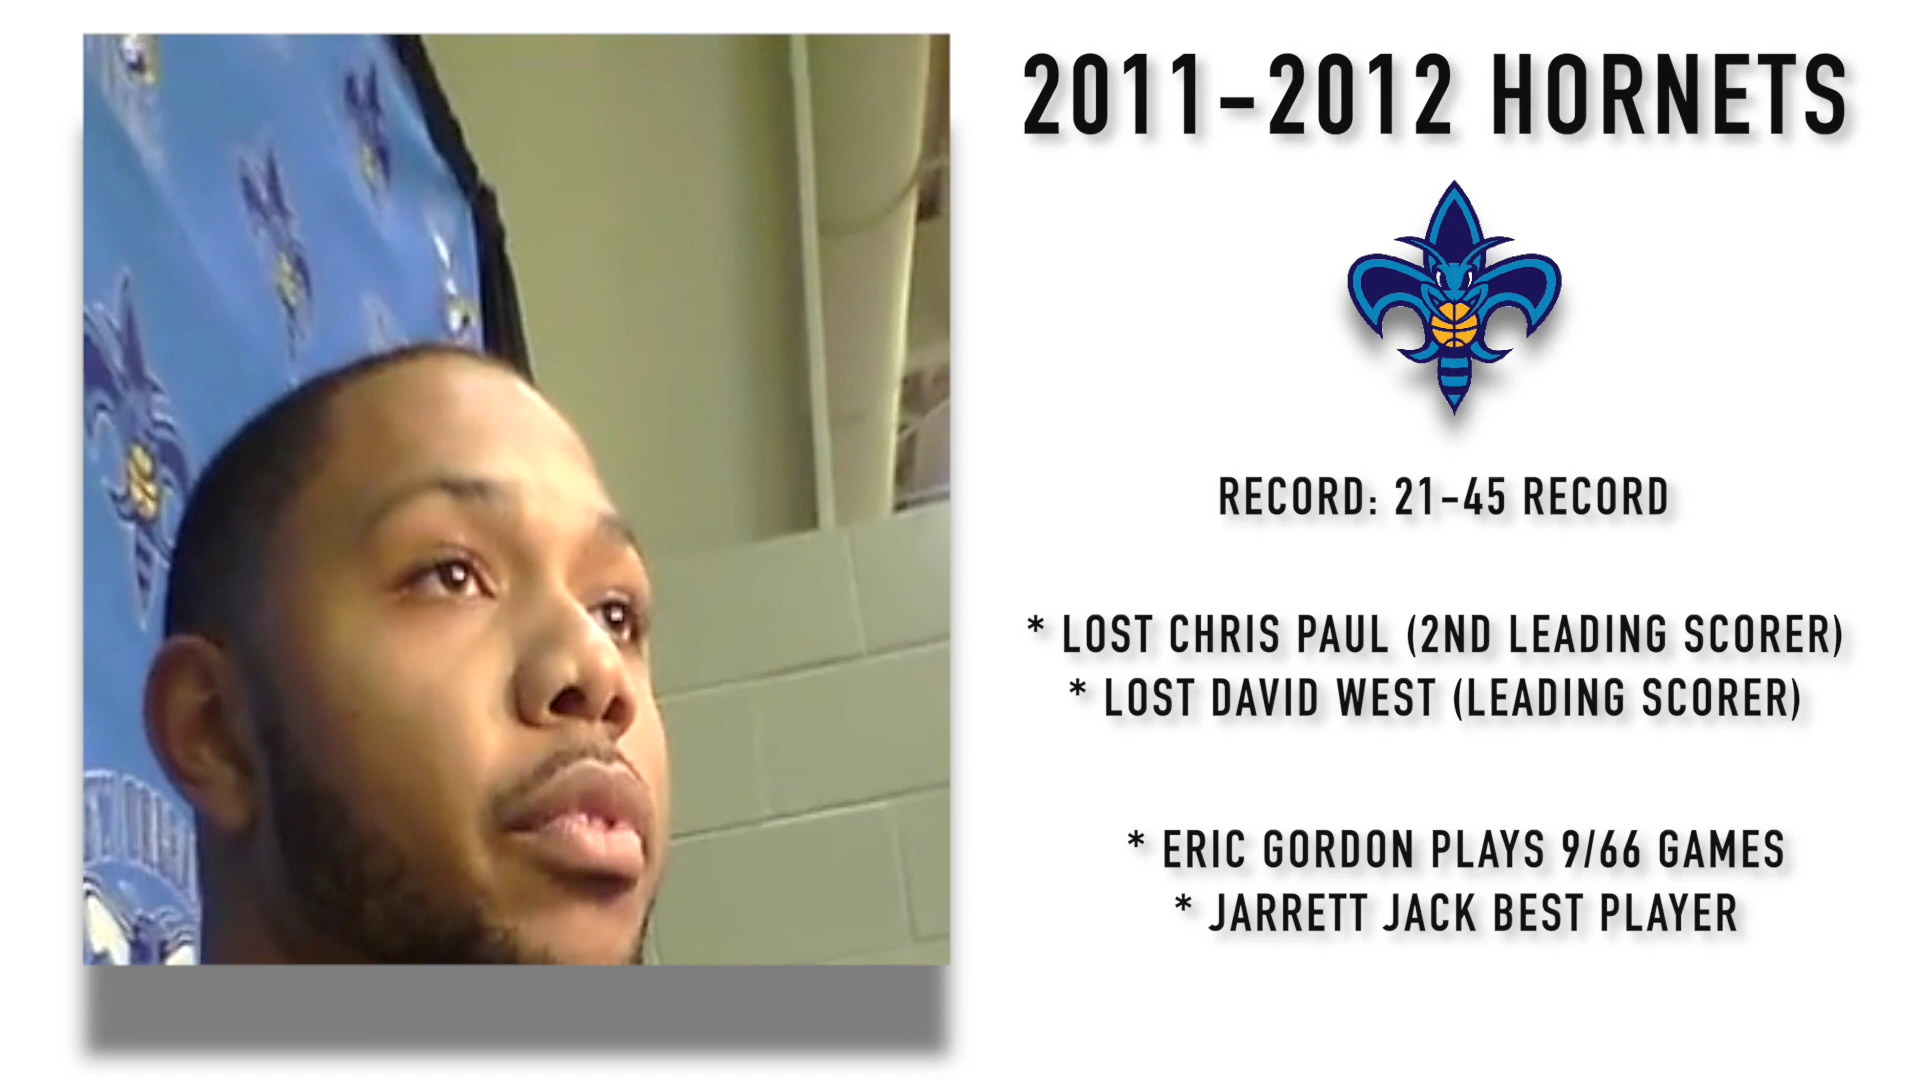 2011-2012 HORNETS
RECORD: 21-45 RECORD
* LOST CHRIS PAUL (2ND LEADING SCORER)
* LOST DAVID WEST (LEADING SCORER)
* ERIC GORDON PLAYS 9/66 GAMES
* JARRETT JACK BEST PLAYER